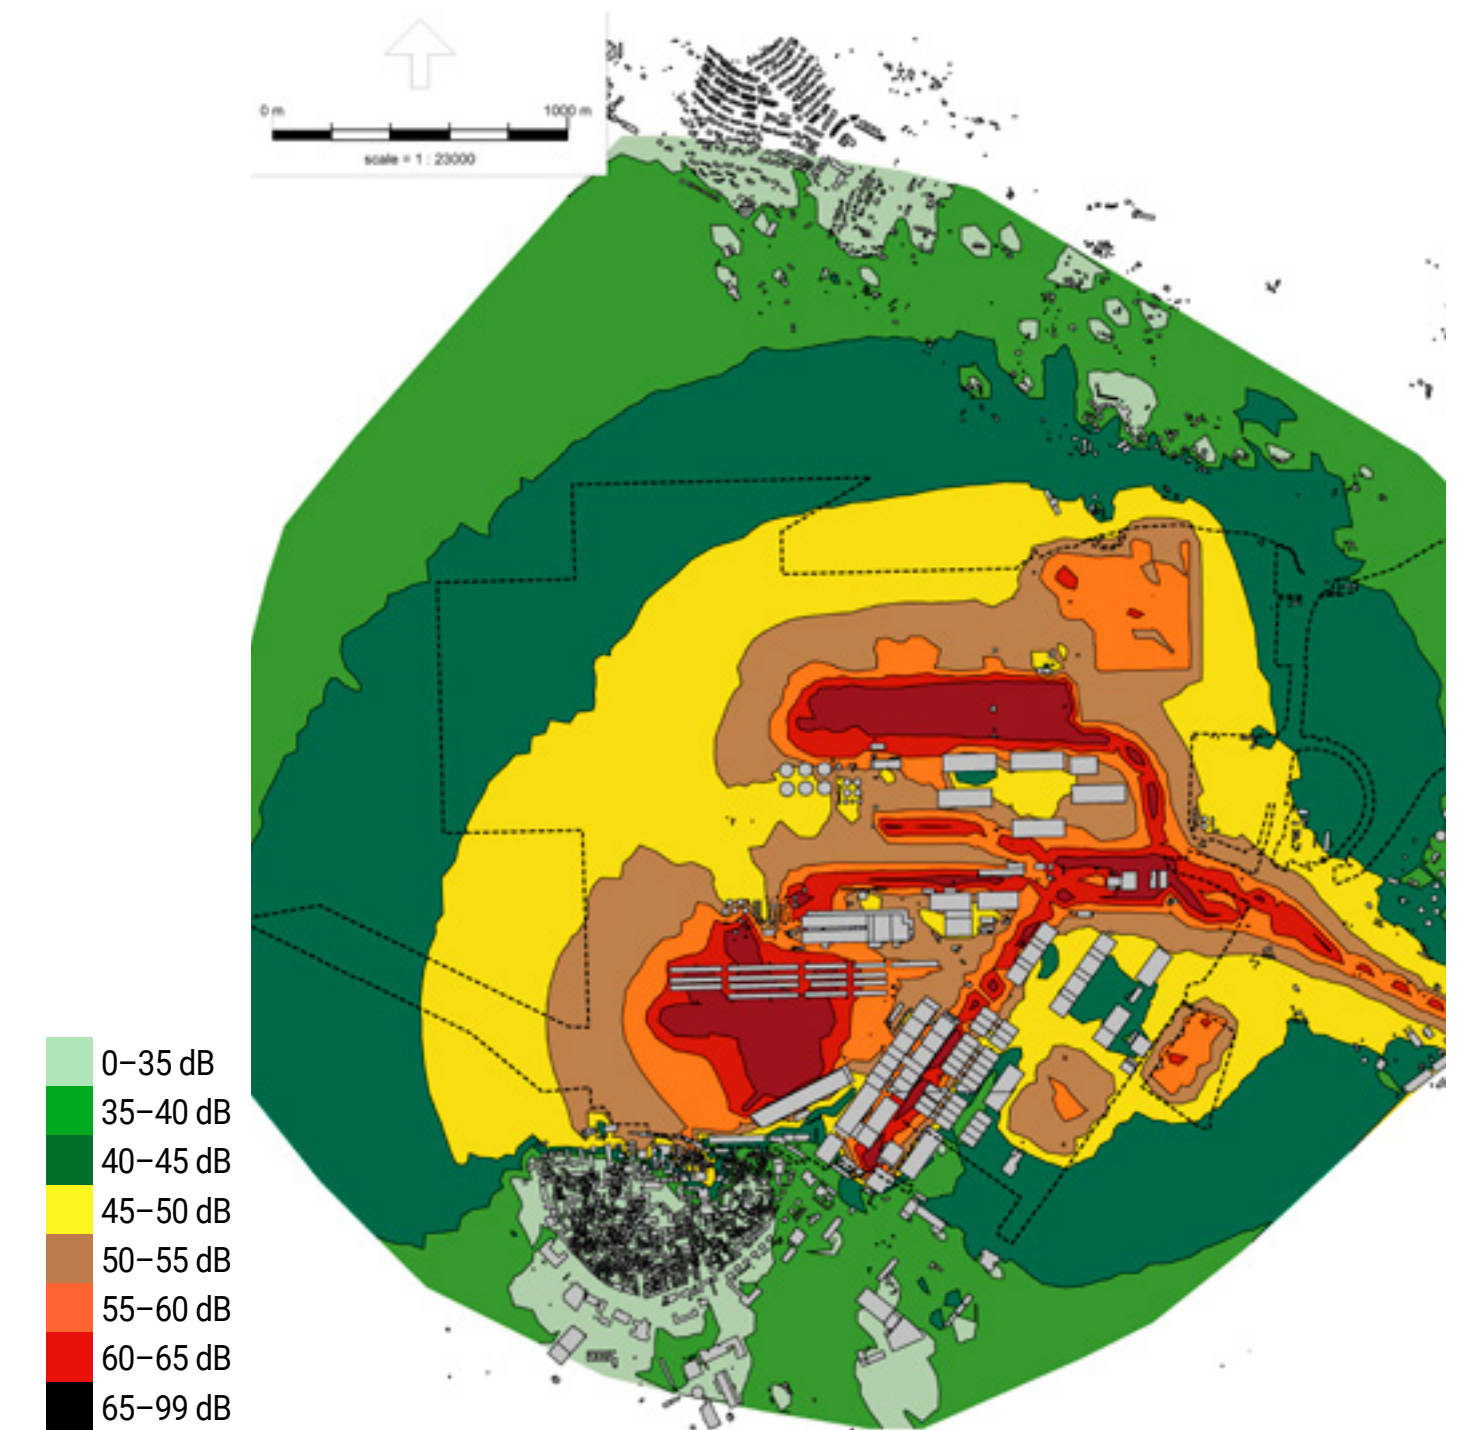 0 m 1000 m
scale = 1 : 23000
0–35 dB
35–40 dB
40–45 dB
45–50 dB
50–55 dB
55–60 dB
60–65 dB
65–99 dB